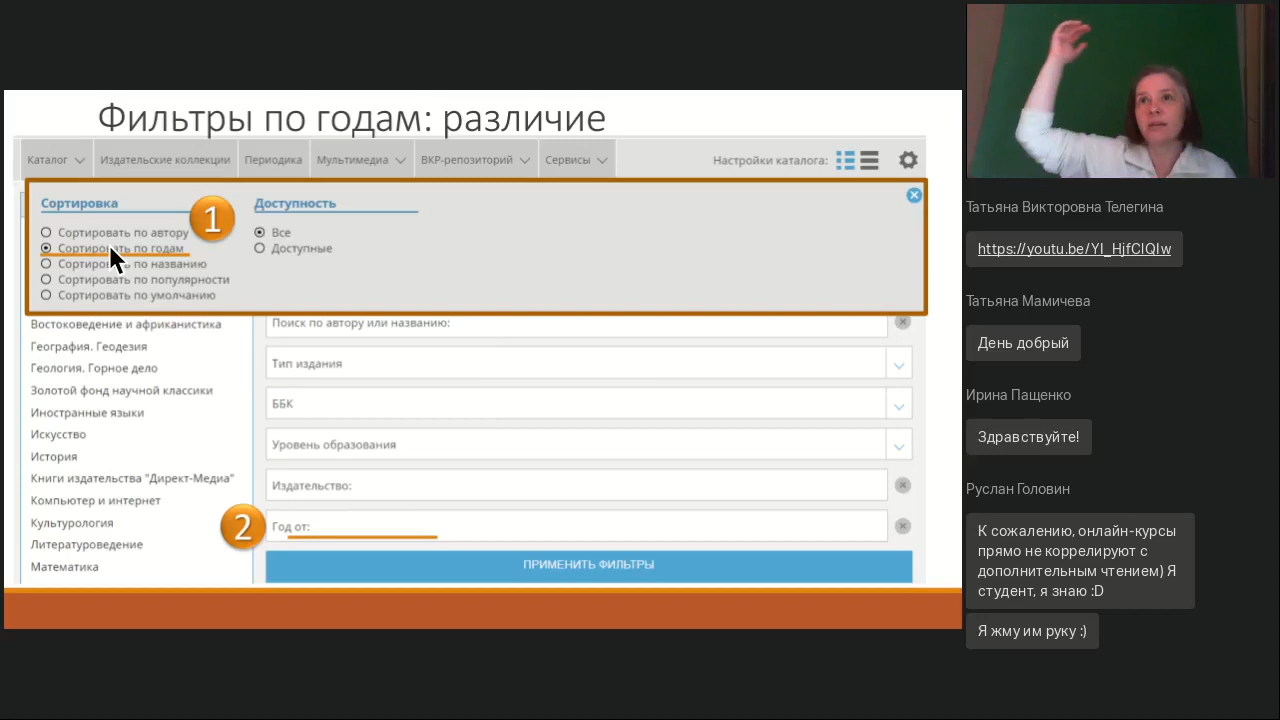 Фильтры по годам: различие
Каталог
Издательские коллекции
Периодика
Мультимедиа
ВКР-репозиторий
Сервисы
Настройки каталога:
Сортировка
1
Доступность
Сортировать по автору
Сортировать по годам
Сортировать по названию
Сортировать по популярности
Сортировать по умолчанию
Все
Доступные
Востоковедение и африканистика
География. Геодезия
Геология. Горное дело
Золотой фонд научной классики
Иностранные языки
Искусство
История
Книги издательства "Директ-Медиа"
Компьютер и интернет
Культурология
Литературоведение
Математика
Поиск по автору или названию:
Тип издания
ББК
Уровень образования
Издательство:
2
Год от:
ПРИМЕНИТЬ ФИЛЬТРЫ
Татьяна Викторовна Телегина
https://youtu.be/YI_HjfClQIw
Татьяна Мамичева
День добрый
Ирина Пащенко
Здравствуйте!
Руслан Головин
К сожалению, онлайн-курсы
прямо не коррелируют с
дополнительным чтением) Я
студент, я знаю :D
Я жму им руку :)